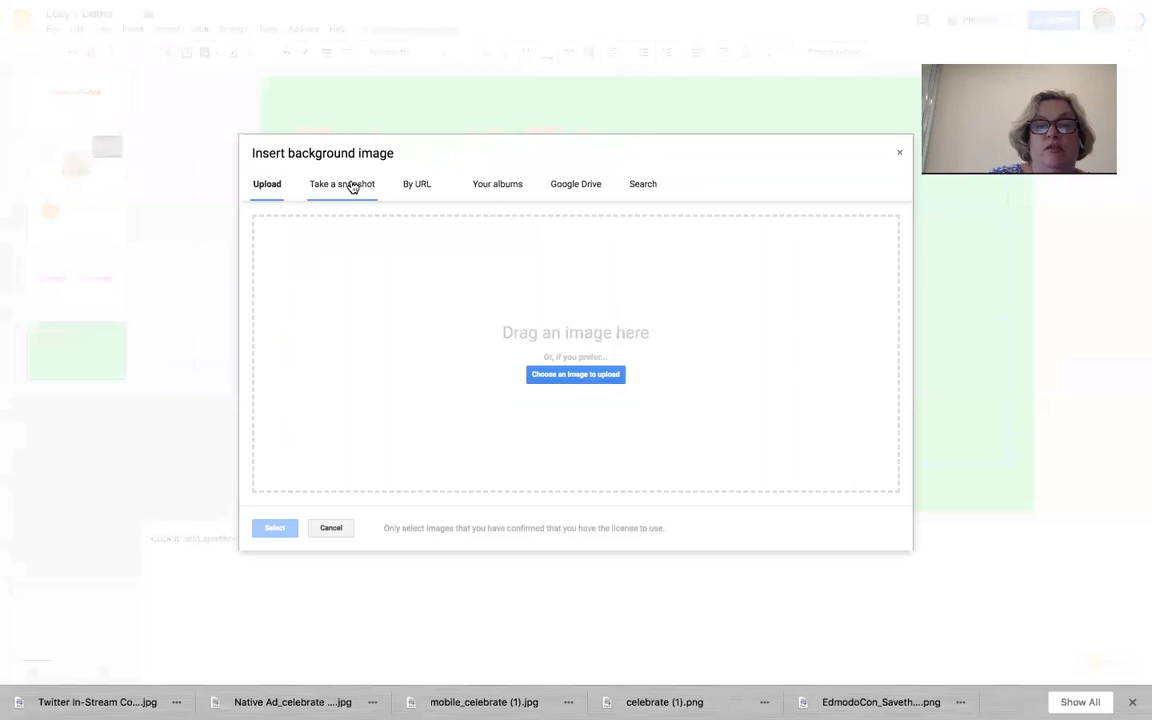 Insert background image
×
Upload Take a snapshot By URL Your albums Google Drive Search
Drag an image here
Or, if you prefer...
Choose an image to upload
Select Cancel Only select images that you have confirmed that you have the license to use.
Twitter In-Stream Co....jpg Native Ad_celebrate ....jpg mobile_celebrate (1).jpg celebrate (1).png EdmodoCon_Saveth....png Show All